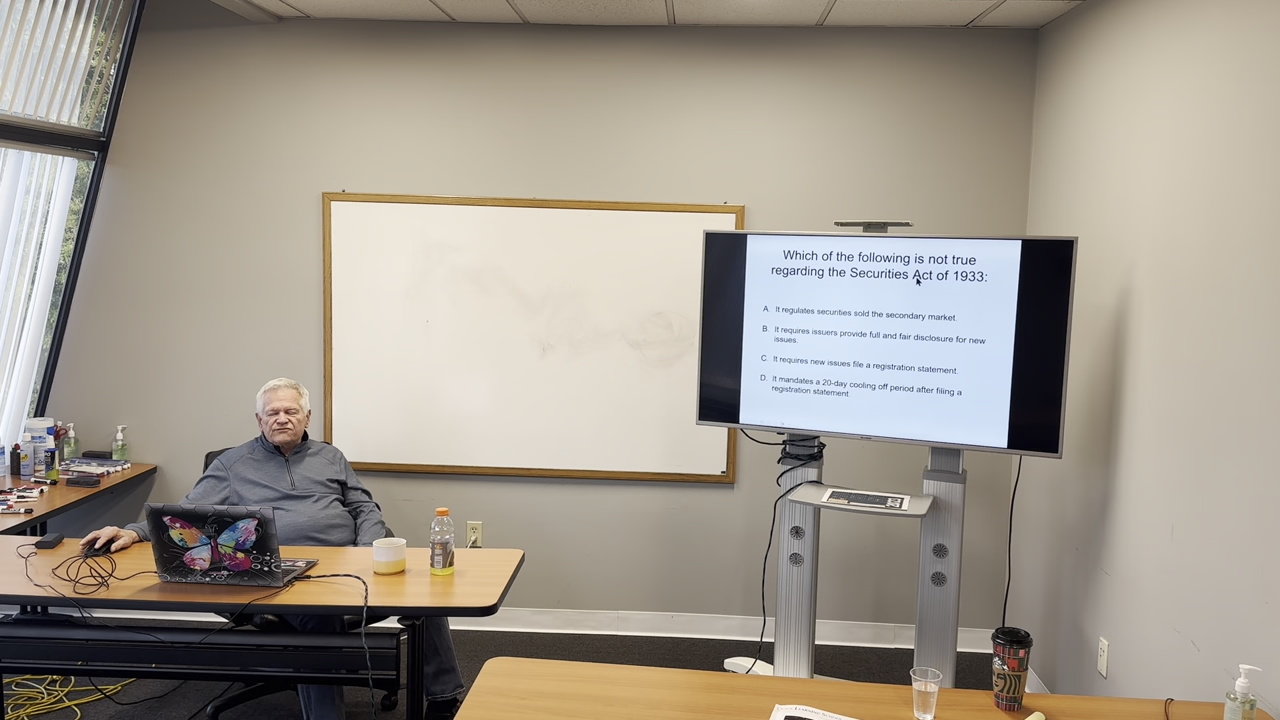 Which of the following is not true
regarding the Securities Act of 1933:
A. It regulates securities sold the secondary market
B. It requires issuers provide full and fair disclosure for new
issues.
C. It requires new issues file a registration statement.
D. It mandates a 20-day cooling off period after filing a
registration statement